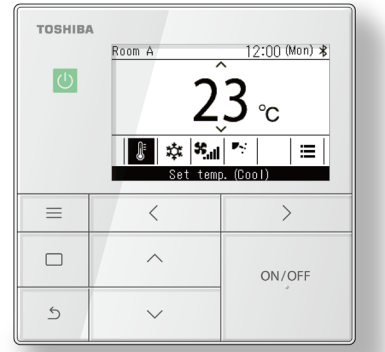 TOSHIBA
Room A 12:00 (Mon)
23 °C
Set temp. (Cool)
ON/OFF